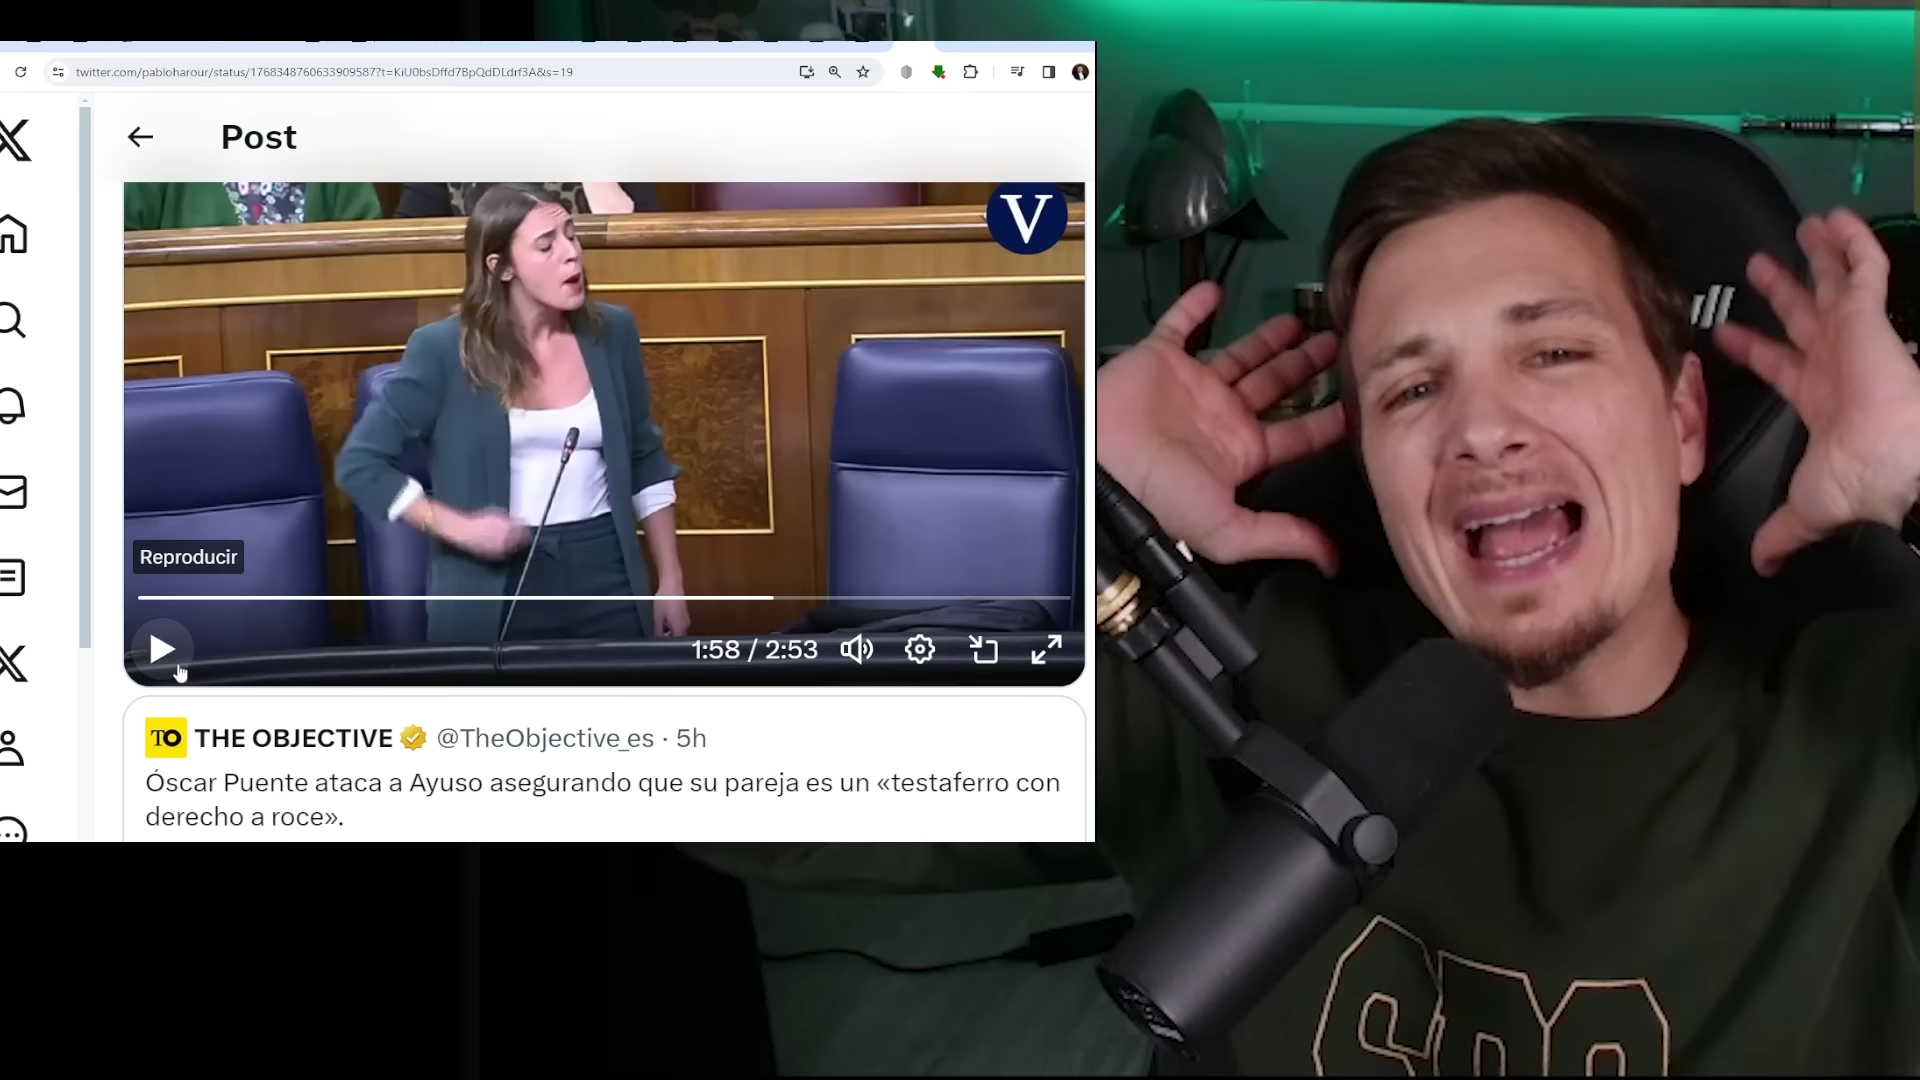 twitter.com/pabloharour/status/1768348760633909587?t=KiU0bsDffd7BpQdDLdrf3A&s=19
Post
V
Reproducir
1:58 / 2:53
TO THE OBJECTIVE @TheObjective_es · 5h
Óscar Puente ataca a Ayuso asegurando que su pareja es un «testaferro con
derecho a roce».